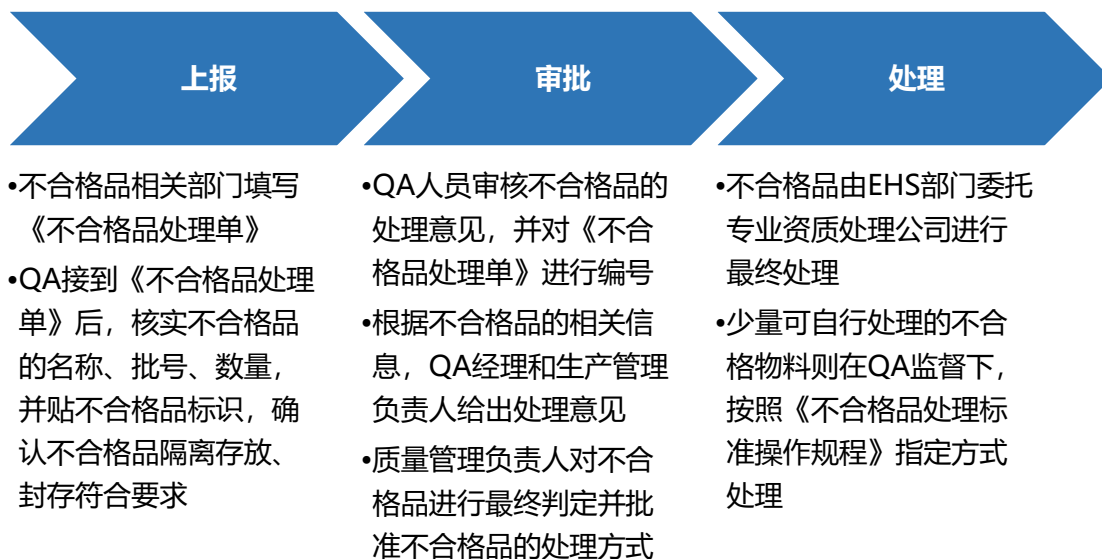 上报
•不合格品相关部门填写
《不合格品处理单》
•QA接到《不合格品处理
单》后，核实不合格品
的名称、批号、数量，
并贴不合格品标识，确
认不合格品隔离存放、
封存符合要求
审批
•QA人员审核不合格品的
处理意见，并对《不合
格品处理单》进行编号
•根据不合格品的相关信
息，QA经理和生产管理
负责人给出处理意见
•质量管理负责人对不合
格品进行最终判定并批
准不合格品的处理方式
处理
•不合格品由EHS部门委托
专业资质处理公司进行
最终处理
•少量可自行处理的不合
格物料则在QA监督下，
按照《不合格品处理标
准操作规程》指定方式
处理